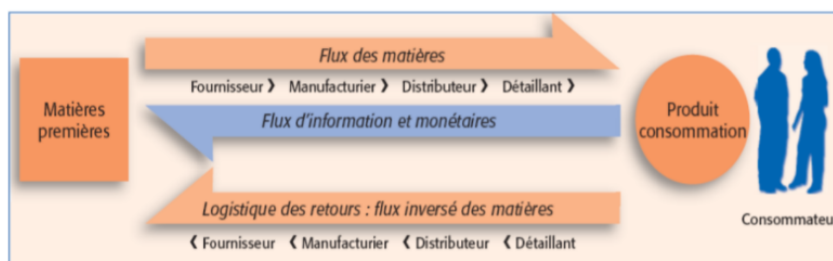 Flux des matières
Fournisseur ❯ Manufacturier ❯ Distributeur ❯ Détaillant ❯
Matières
premières
Flux d'information et monétaires
Produit
consommation
Logistique des retours : flux inversé des matières
❮ Fournisseur ❮ Manufacturier ❮ Distributeur ❮ Détaillant
Consommateu